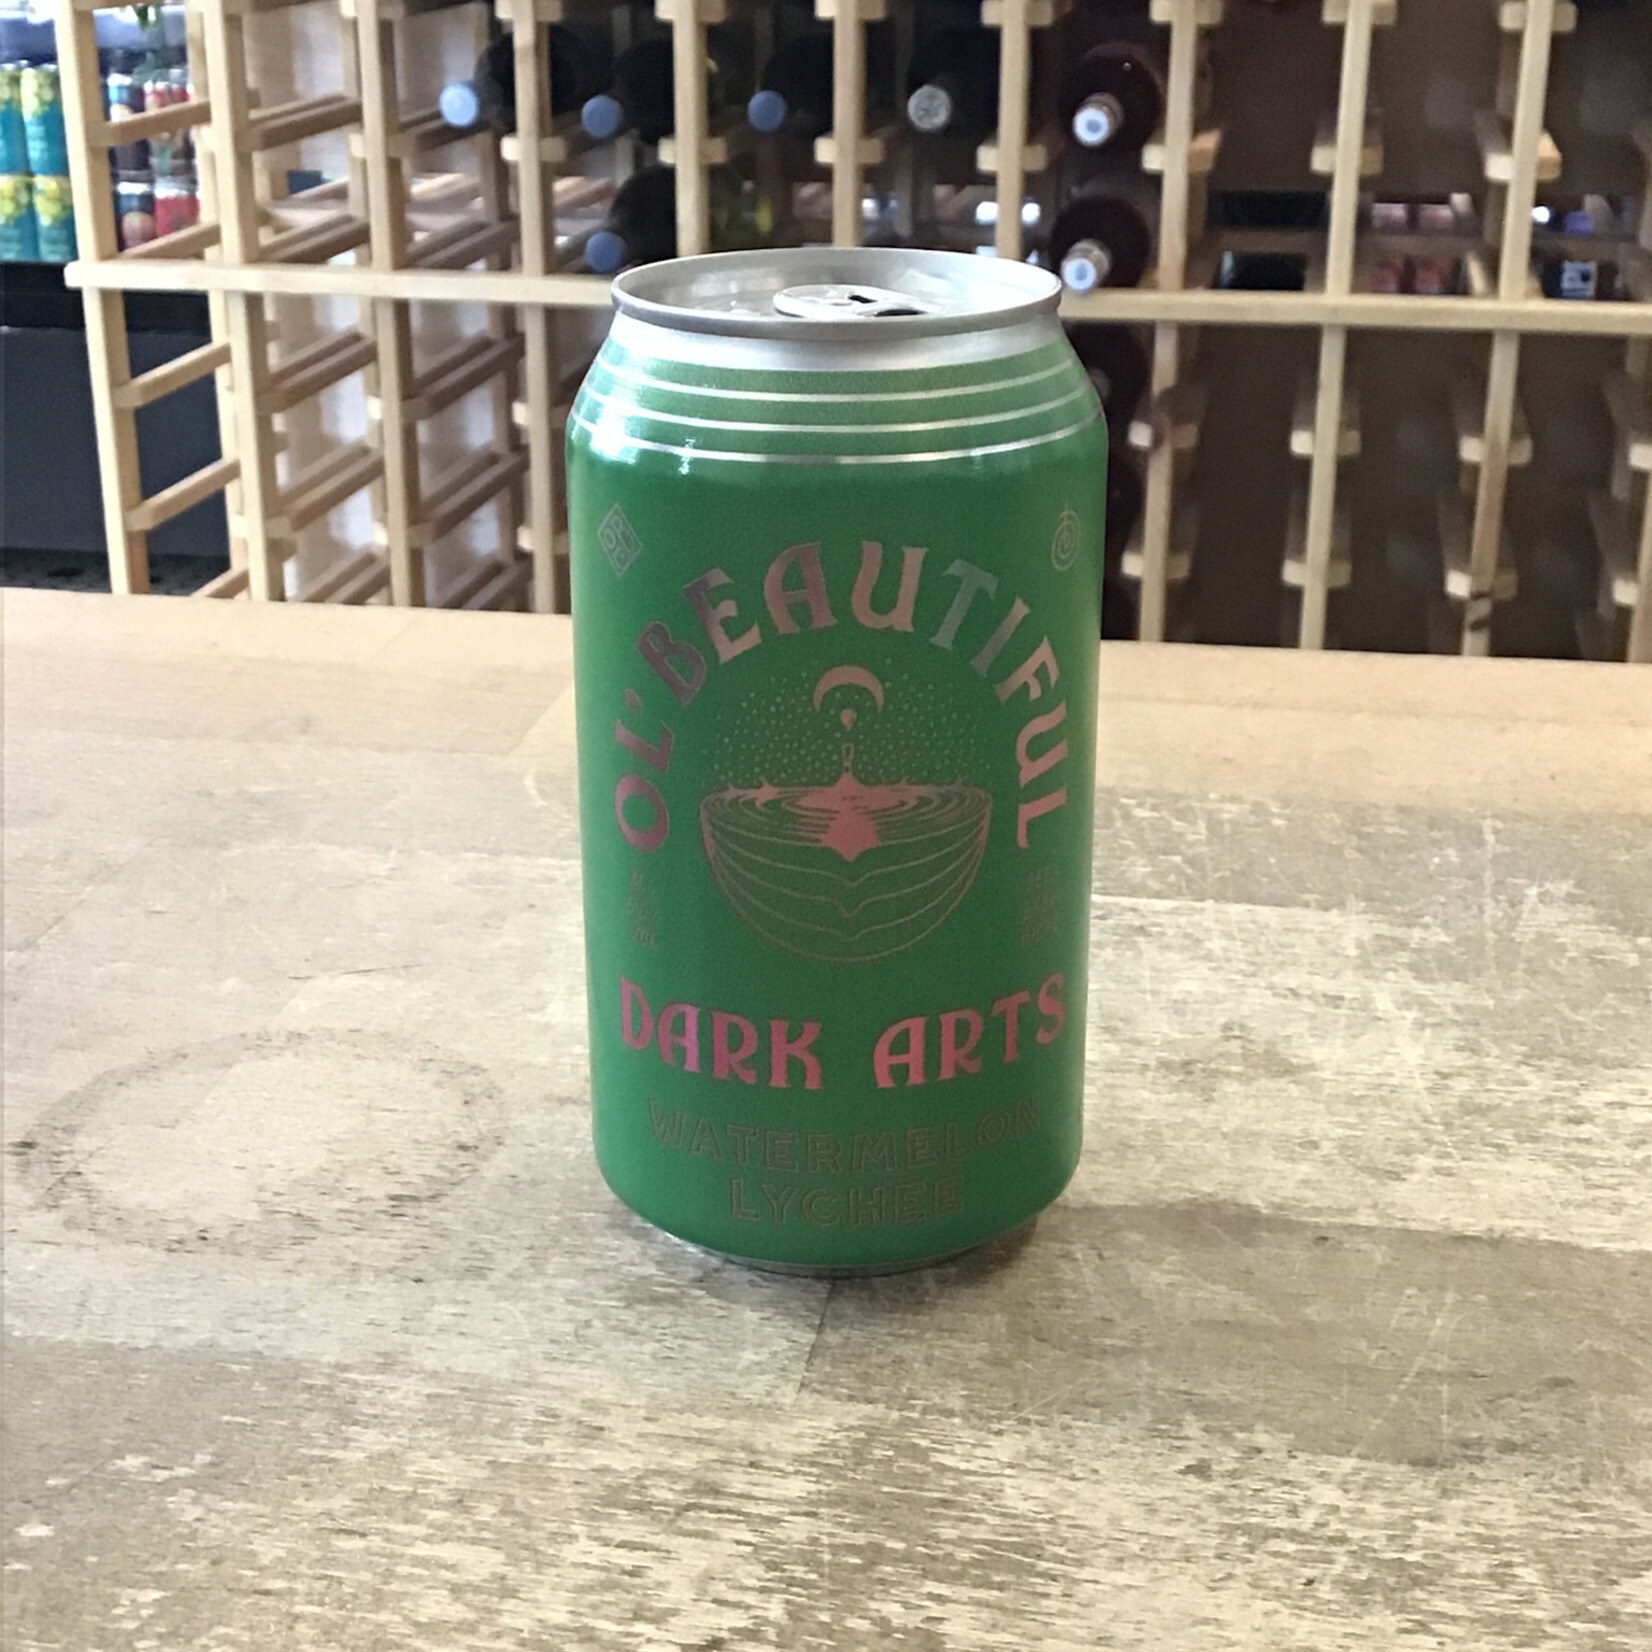 OL' BEAUTIFUL
DARK ARTS
WATERMELON
LYCHEE